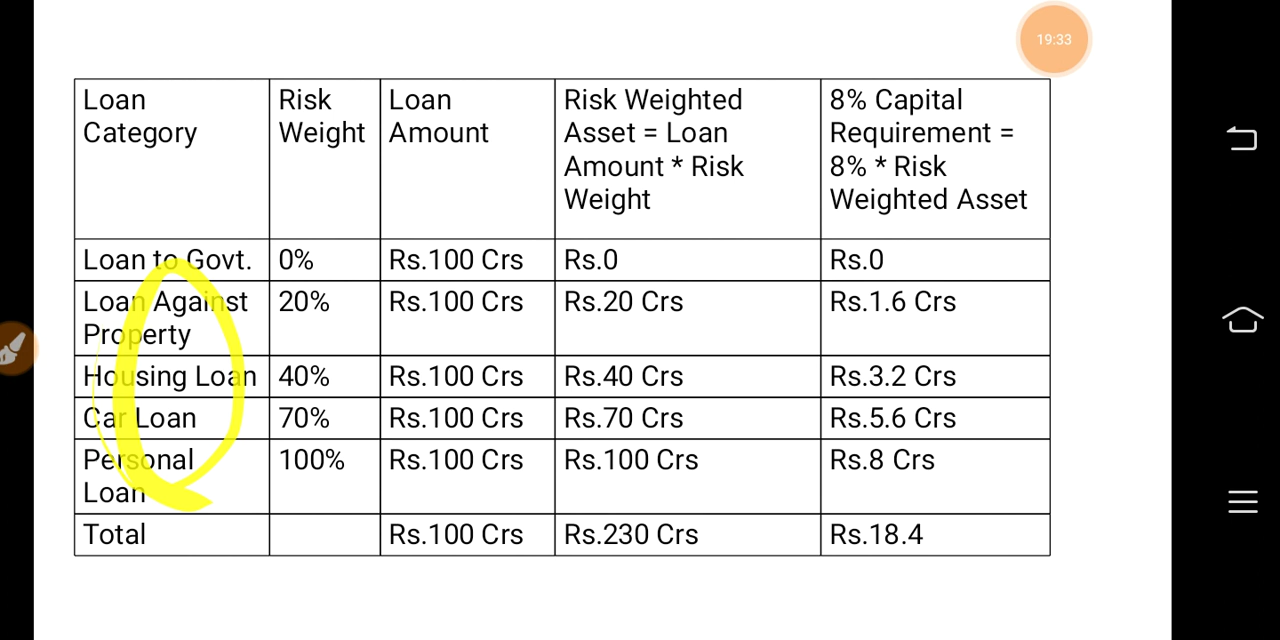 19:33
Loan Category | Risk Weight | Loan Amount | Risk Weighted Asset = Loan Amount * Risk Weight | 8% Capital Requirement = 8% * Risk Weighted Asset
Loan to Govt. | 0% | Rs.100 Crs | Rs.0 | Rs.0
Loan Against Property | 20% | Rs.100 Crs | Rs.20 Crs | Rs.1.6 Crs
Housing Loan | 40% | Rs.100 Crs | Rs.40 Crs | Rs.3.2 Crs
Car Loan | 70% | Rs.100 Crs | Rs.70 Crs | Rs.5.6 Crs
Personal Loan | 100% | Rs.100 Crs | Rs.100 Crs | Rs.8 Crs
Total | | Rs.100 Crs | Rs.230 Crs | Rs.18.4